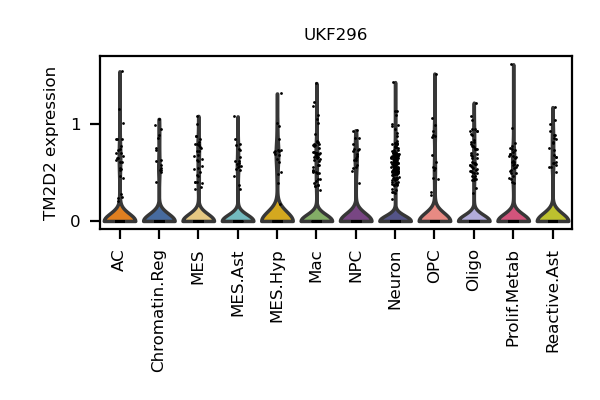 UKF296
TM2D2 expression
1
0
AC
Chromatin.Reg
MES
MES.Ast
MES.Hyp
Mac
NPC
Neuron
OPC
Oligo
Prolif.Metab
Reactive.Ast